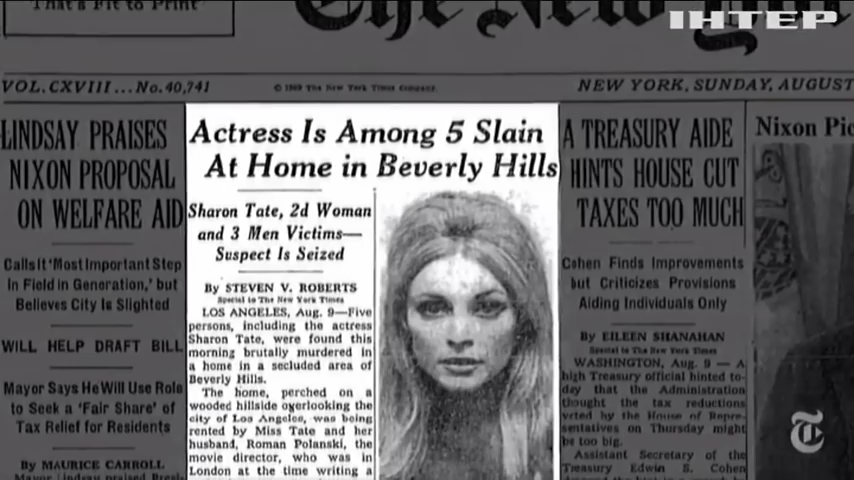 That's Fit to Print"
The New
ІНТЕР
VOL. CXVIII...No. 40,741
© 1969 The New York Times Company.
NEW YORK, SUNDAY, AUGUST
LINDSAY PRAISES
NIXON PROPOSAL
ON WELFARE AID
Calls it 'Most Important Step
in Field in Generation,' but
Believes City Is Slighted
WILL HELP DRAFT BILL
Mayor Says He Will Use Role
to Seek a 'Fair Share' of
Tax Relief for Residents
By MAURICE CARROLL
Mayor Lindsay praised
Actress Is Among 5 Slain
At Home in Beverly Hills
Sharon Tate, 2d Woman
and 3 Men Victims—
Suspect Is Seized
By STEVEN V. ROBERTS
Special to The New York Times
LOS ANGELES, Aug. 9—Five
persons, including the actress
Sharon Tate, were found this
morning brutally murdered in
a home in a secluded area of
Beverly Hills.
The home, perched on a
wooded hillside overlooking the
city of Los Angeles, was being
rented by Miss Tate and her
husband, Roman Polanski, the
movie director, who was in
London at the time writing a
A TREASURY AIDE
HINTS HOUSE CUT
TAXES TOO MUCH
Cohen Finds Improvements
but Criticizes Provisions
Aiding Individuals Only
By EILEEN SHANAHAN
Special to The New York Times
WASHINGTON, Aug. 9 — A
high Treasury official hinted to-
day that the Administration
thought the tax reductions
voted by the House of Repre-
sentatives on Thursday might
be too big.
Assistant Secretary of the
Treasury Edwin S. Cohen
Nixon Pic
T